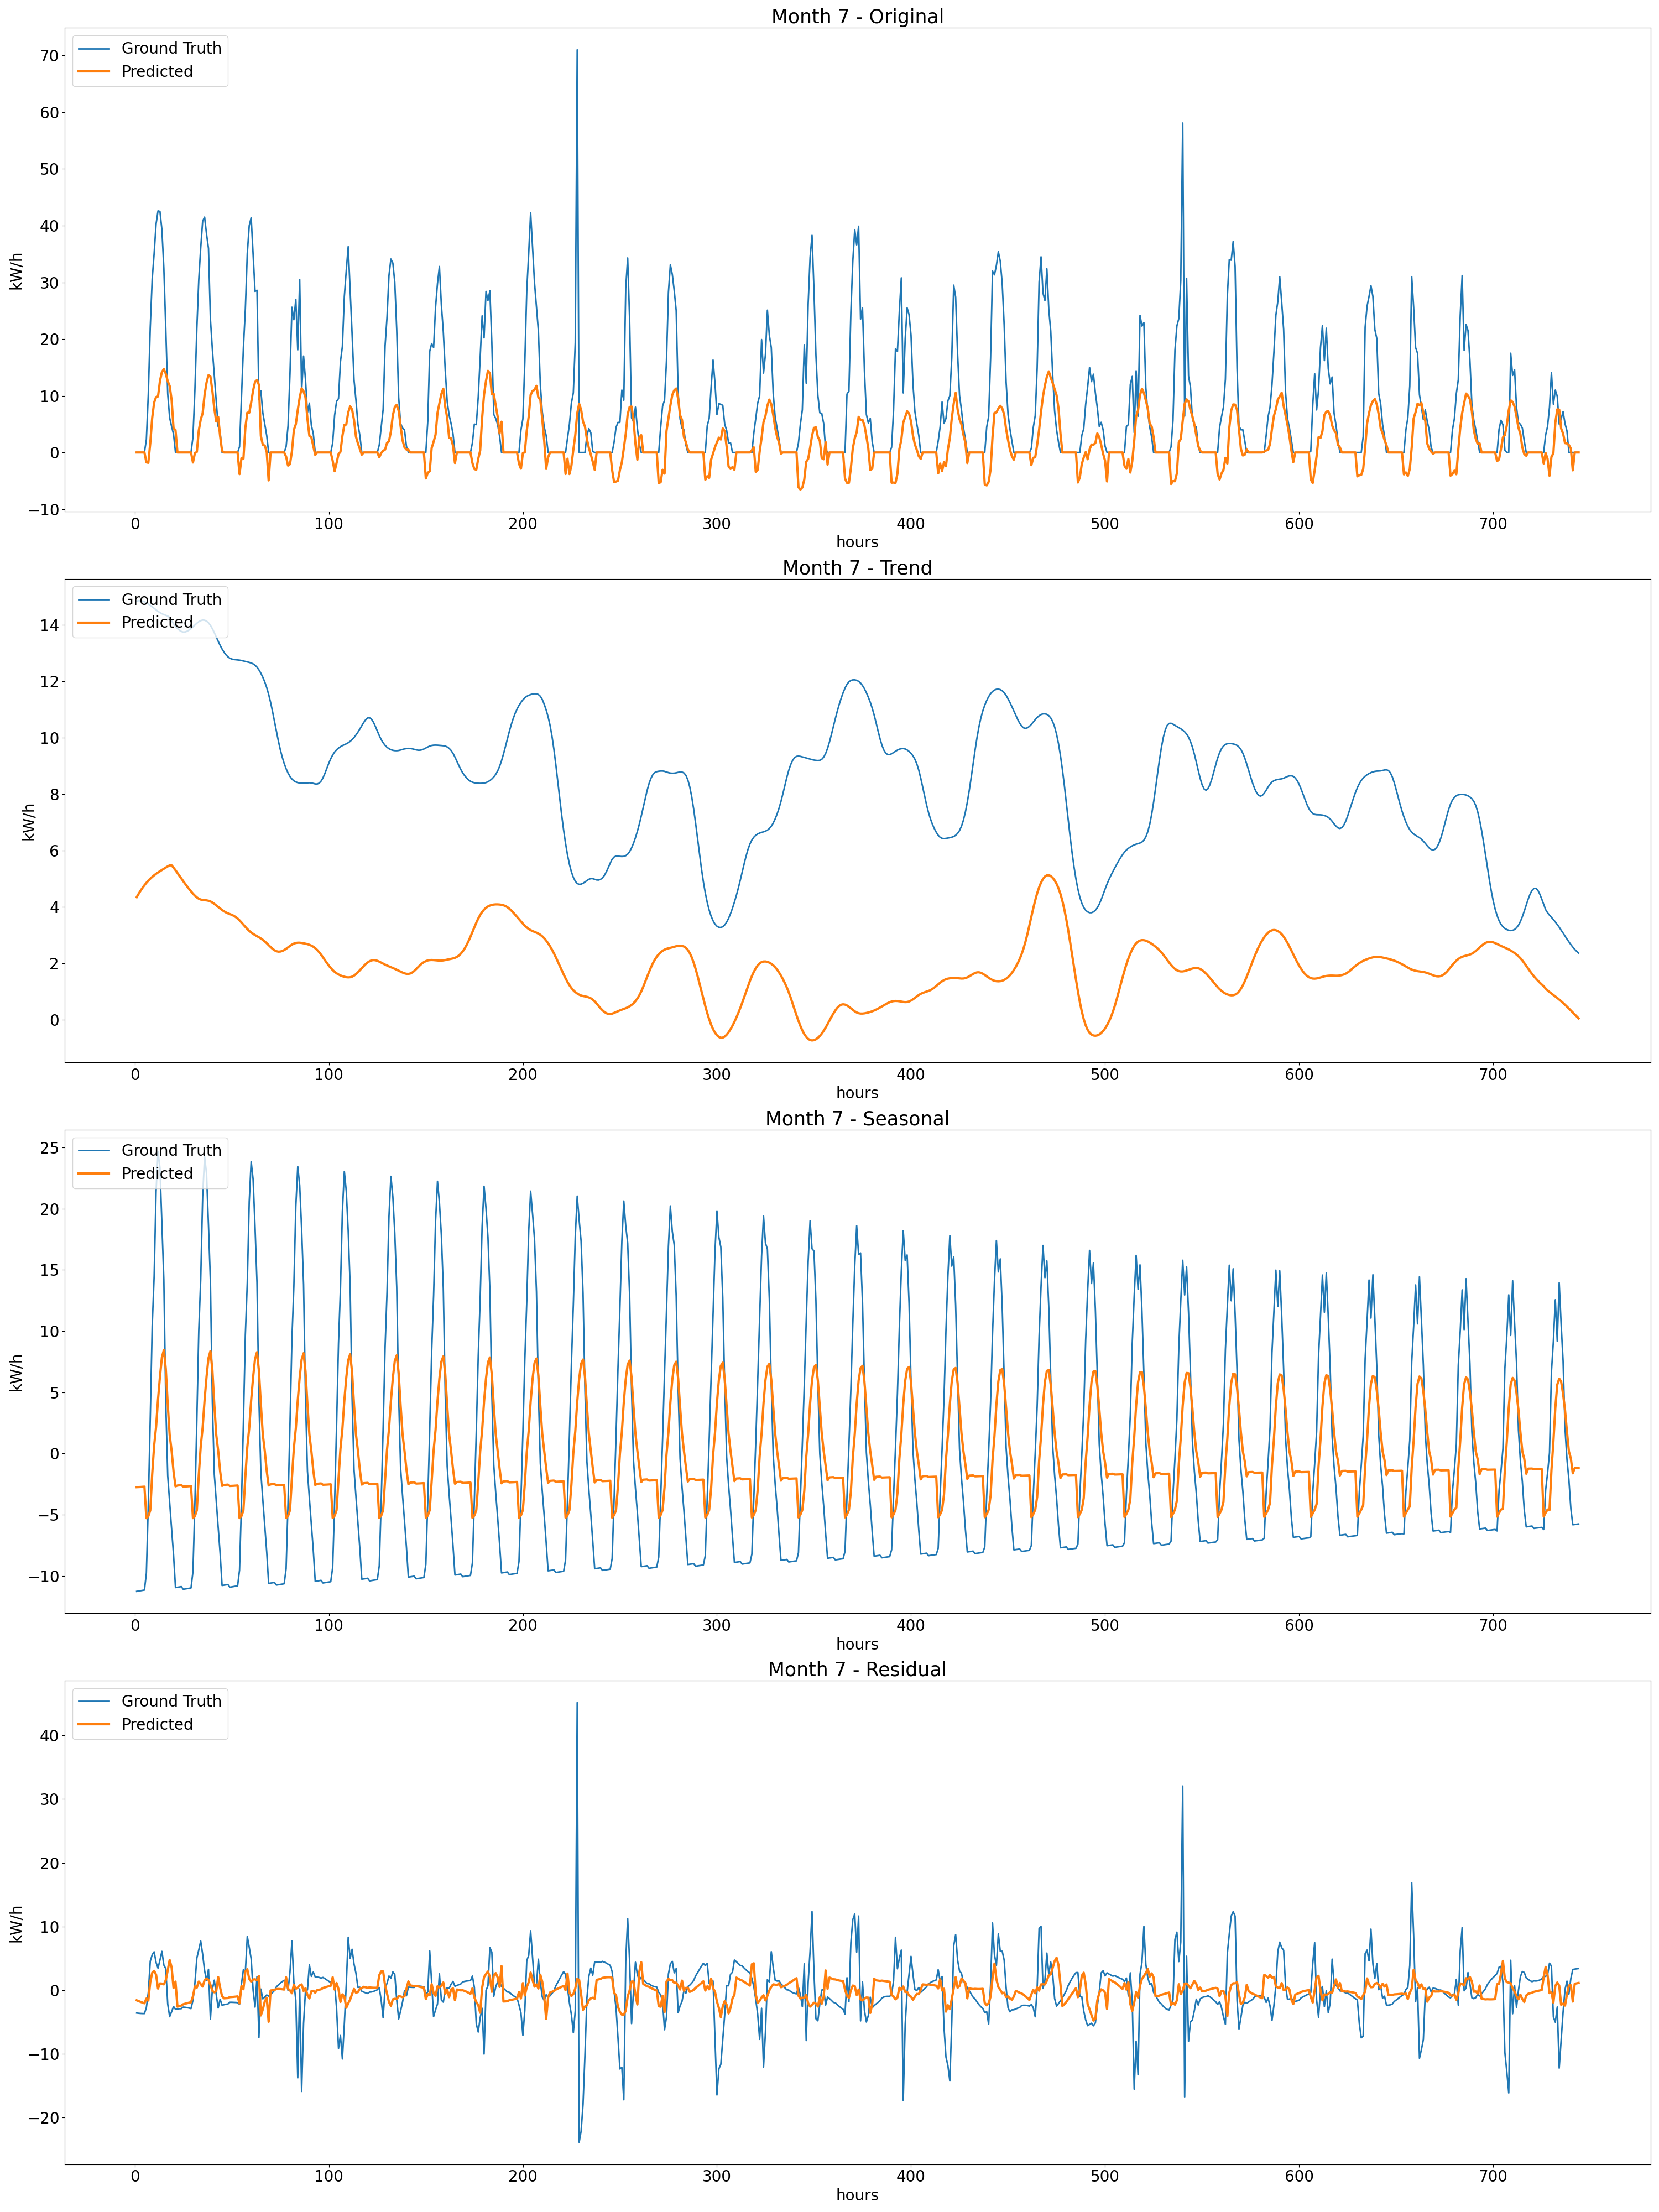 Month 7 - Original
Ground Truth
Predicted
70
60
50
40
30
20
10
0
−10
kW/h
0 100 200 300 400 500 600 700
hours
Month 7 - Trend
Ground Truth
Predicted
14
12
10
8
6
4
2
0
kW/h
0 100 200 300 400 500 600 700
hours
Month 7 - Seasonal
Ground Truth
Predicted
25
20
15
10
5
0
−5
−10
kW/h
0 100 200 300 400 500 600 700
hours
Month 7 - Residual
Ground Truth
Predicted
40
30
20
10
0
−10
−20
kW/h
0 100 200 300 400 500 600 700
hours